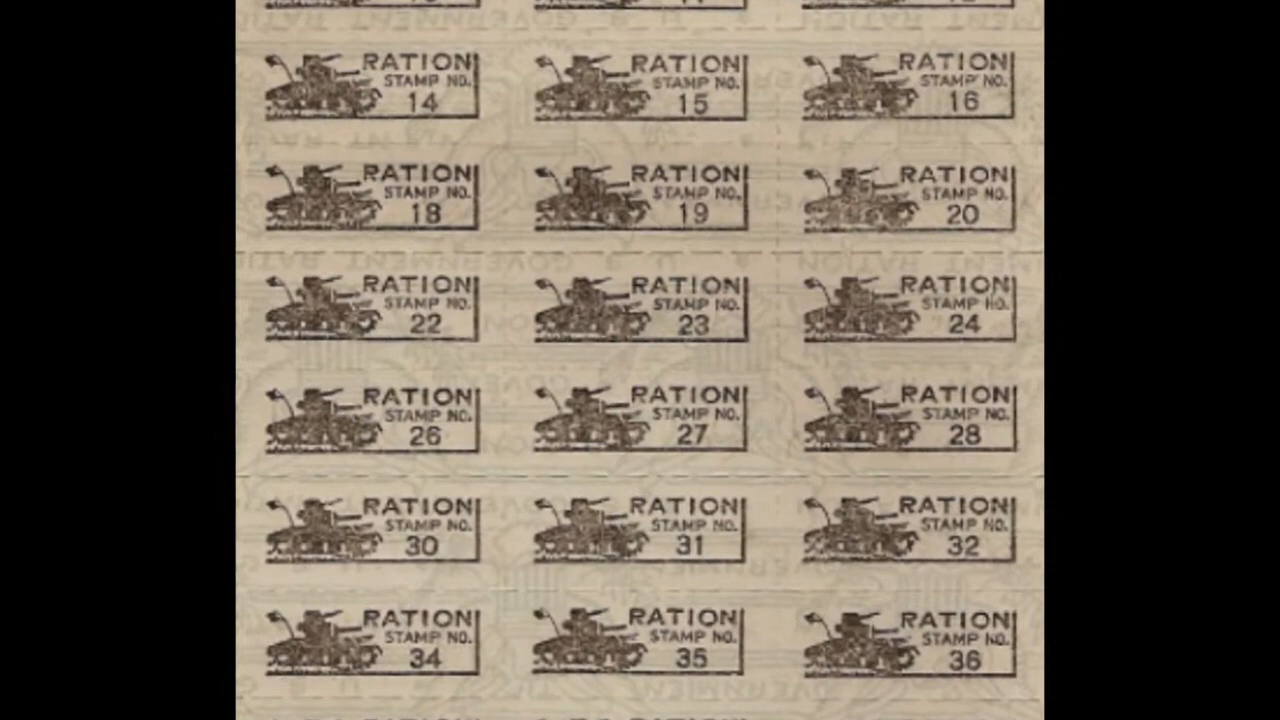 RATION RATION RATION
STAMP NO. STAMP NO. STAMP NO.
14 15 16
RATION RATION RATION
STAMP NO. STAMP NO. STAMP NO.
18 19 20
RATION RATION RATION
STAMP NO. STAMP NO. STAMP NO.
22 23 24
RATION RATION RATION
STAMP NO. STAMP NO. STAMP NO.
26 27 28
RATION RATION RATION
STAMP NO. STAMP NO. STAMP NO.
30 31 32
RATION RATION RATION
STAMP NO. STAMP NO. STAMP NO.
34 35 36